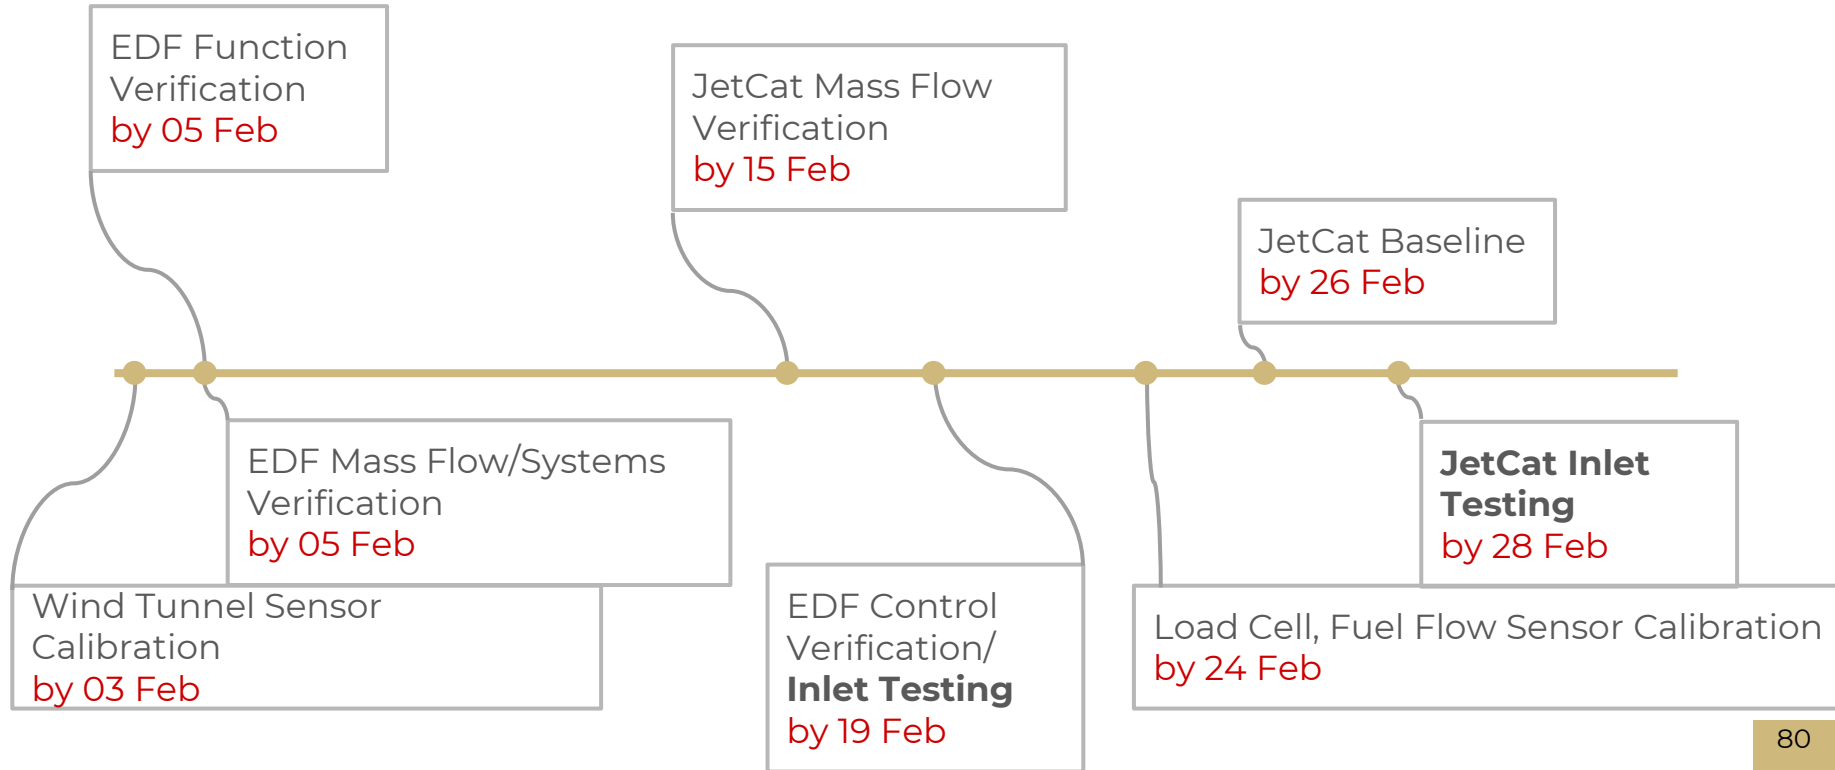 EDF Function
Verification
by 05 Feb
JetCat Mass Flow
Verification
by 15 Feb
JetCat Baseline
by 26 Feb
EDF Mass Flow/Systems
Verification
by 05 Feb
JetCat Inlet
Testing
by 28 Feb
Wind Tunnel Sensor
Calibration
by 03 Feb
EDF Control
Verification/
Inlet Testing
by 19 Feb
Load Cell, Fuel Flow Sensor Calibration
by 24 Feb
80